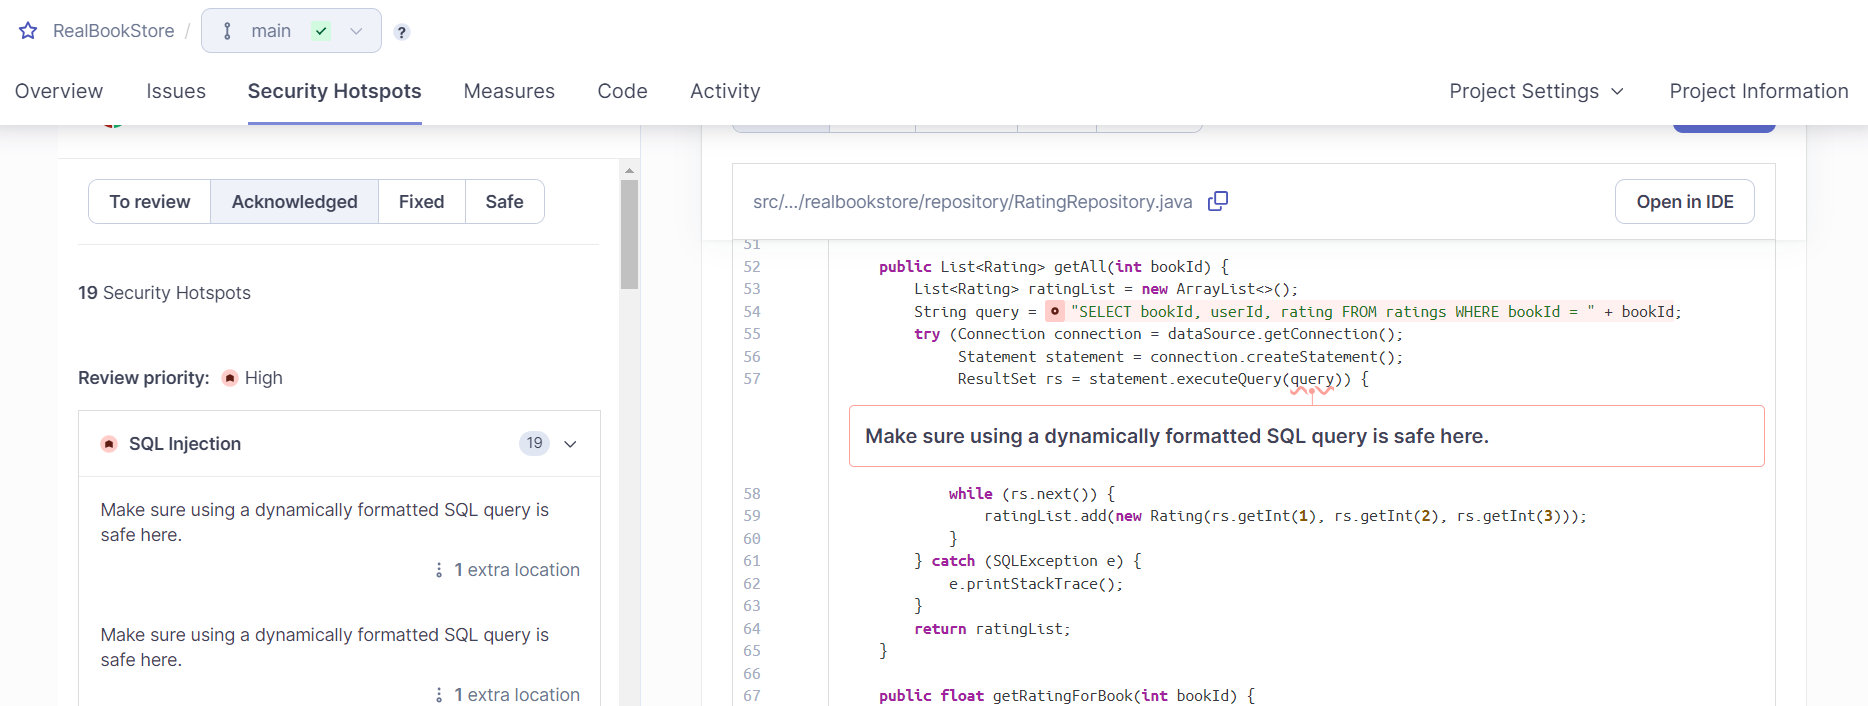 RealBookStore / main ?
Overview Issues Security Hotspots Measures Code Activity Project Settings Project Information
To review Acknowledged Fixed Safe
19 Security Hotspots
Review priority: High
SQL Injection 19
Make sure using a dynamically formatted SQL query is
safe here.
1 extra location
Make sure using a dynamically formatted SQL query is
safe here.
1 extra location
src/.../realbookstore/repository/RatingRepository.java Open in IDE
51
52 public List<Rating> getAll(int bookId) {
53 List<Rating> ratingList = new ArrayList<>();
54 String query = "SELECT bookId, userId, rating FROM ratings WHERE bookId = " + bookId;
55 try (Connection connection = dataSource.getConnection();
56 Statement statement = connection.createStatement();
57 ResultSet rs = statement.executeQuery(query)) {
Make sure using a dynamically formatted SQL query is safe here.
58 while (rs.next()) {
59 ratingList.add(new Rating(rs.getInt(1), rs.getInt(2), rs.getInt(3)));
60 }
61 } catch (SQLException e) {
62 e.printStackTrace();
63 }
64 return ratingList;
65 }
66
67 public float getRatingForBook(int bookId) {